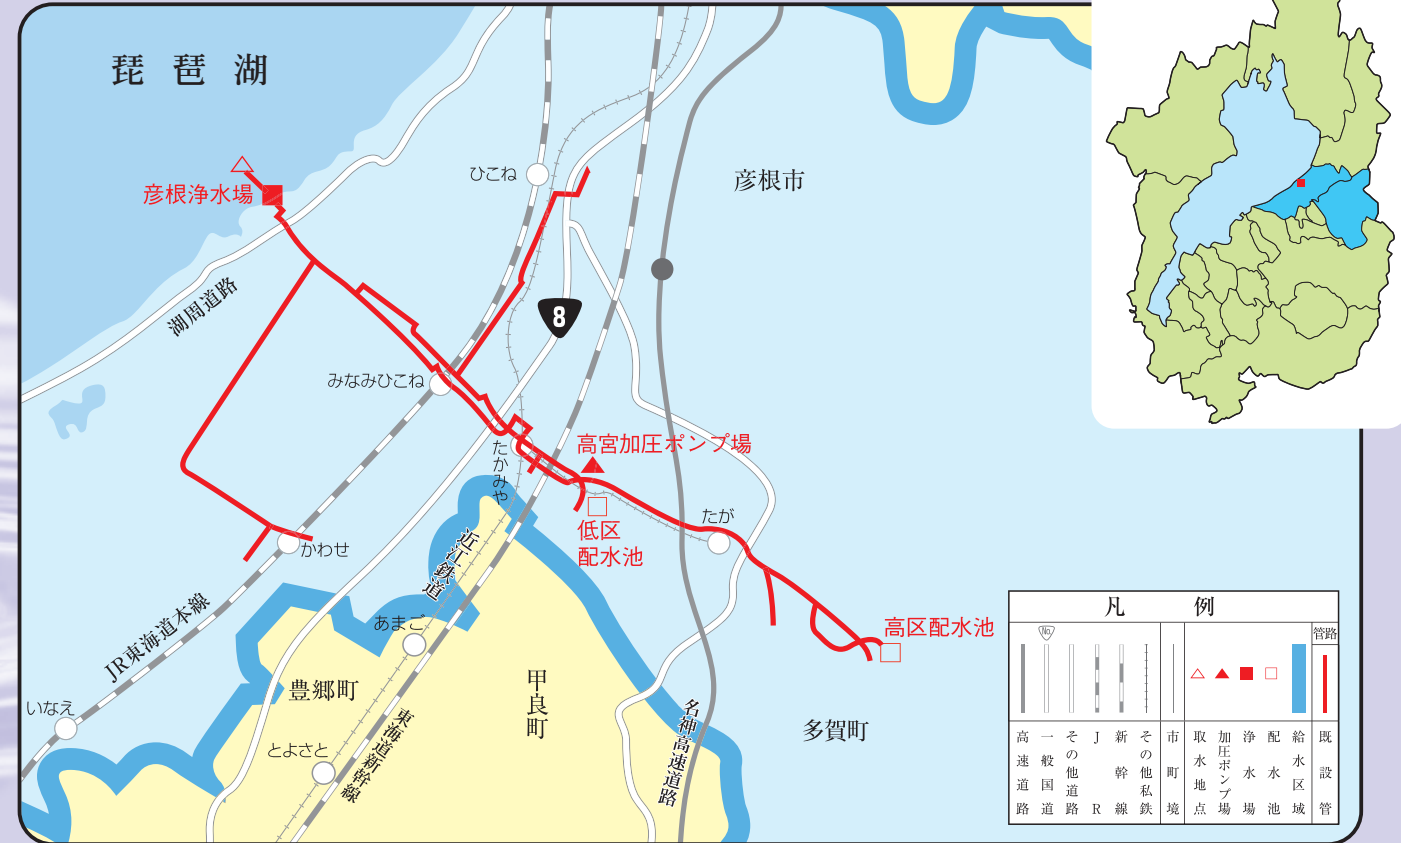 琵琶湖
彦根浄水場
ひこね
彦根市
湖周道路
8
みなみひこね
高宮加圧ポンプ場
たかみや
低区
配水池
たが
かわせ
近江鉄道
あまご
JR東海道本線
高区配水池
豊郷町
甲良町
いなえ
とよさと
東海道新幹線
名神高速道路
多賀町
凡例
No.
管路
高速道路
一般国道
その他道路
JR
新幹線
その他私鉄
市町境
取水地点
加圧ポンプ場
浄水場
配水池
給水区域
既設管